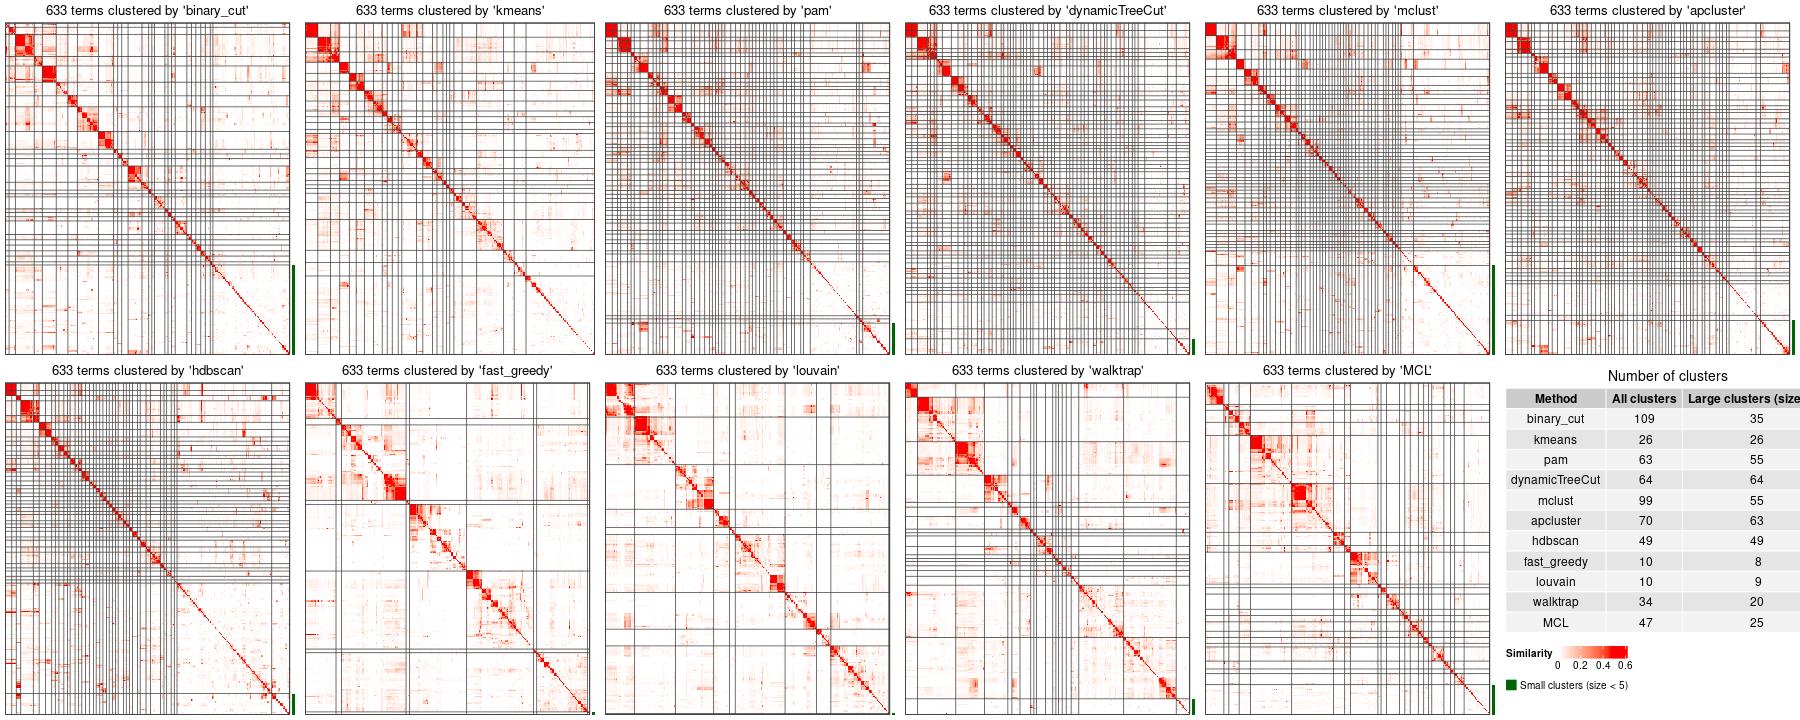 633 terms clustered by 'binary_cut'
633 terms clustered by 'kmeans'
633 terms clustered by 'pam'
633 terms clustered by 'dynamicTreeCut'
633 terms clustered by 'mclust'
633 terms clustered by 'apcluster'
633 terms clustered by 'hdbscan'
633 terms clustered by 'fast_greedy'
633 terms clustered by 'louvain'
633 terms clustered by 'walktrap'
633 terms clustered by 'MCL'
Number of clusters
Method All clusters Large clusters (size
binary_cut 109 35
kmeans 26 26
pam 63 55
dynamicTreeCut 64 64
mclust 99 55
apcluster 70 63
hdbscan 49 49
fast_greedy 10 8
louvain 10 9
walktrap 34 20
MCL 47 25
Similarity
0 0.2 0.4 0.6
Small clusters (size < 5)